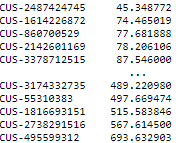 CUS-2487424745 45.348772
CUS-1614226872 74.465019
CUS-860700529 77.681888
CUS-2142601169 78.206106
CUS-3378712515 87.546000
...
CUS-3174332735 489.220980
CUS-55310383 497.669474
CUS-1816693151 515.583846
CUS-2738291516 567.614500
CUS-495599312 693.632903